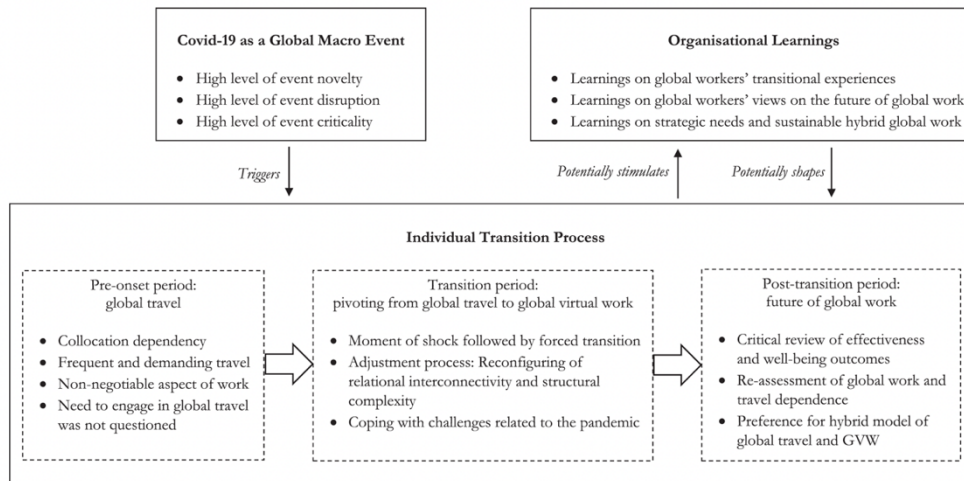 Covid-19 as a Global Macro Event
• High level of event novelty
• High level of event disruption
• High level of event criticality
Organisational Learnings
• Learnings on global workers' transitional experiences
• Learnings on global workers' views on the future of global work
• Learnings on strategic needs and sustainable hybrid global work
Triggers
Potentially stimulates
Potentially shapes
Individual Transition Process
Pre-onset period:
global travel
• Collocation dependency
• Frequent and demanding travel
• Non-negotiable aspect of work
• Need to engage in global travel
was not questioned
Transition period:
pivoting from global travel to global virtual work
• Moment of shock followed by forced transition
• Adjustment process: Reconfiguring of
relational interconnectivity and structural
complexity
• Coping with challenges related to the pandemic
Post-transition period:
future of global work
• Critical review of effectiveness
and well-being outcomes
• Re-assessment of global work and
travel dependence
• Preference for hybrid model of
global travel and GVW